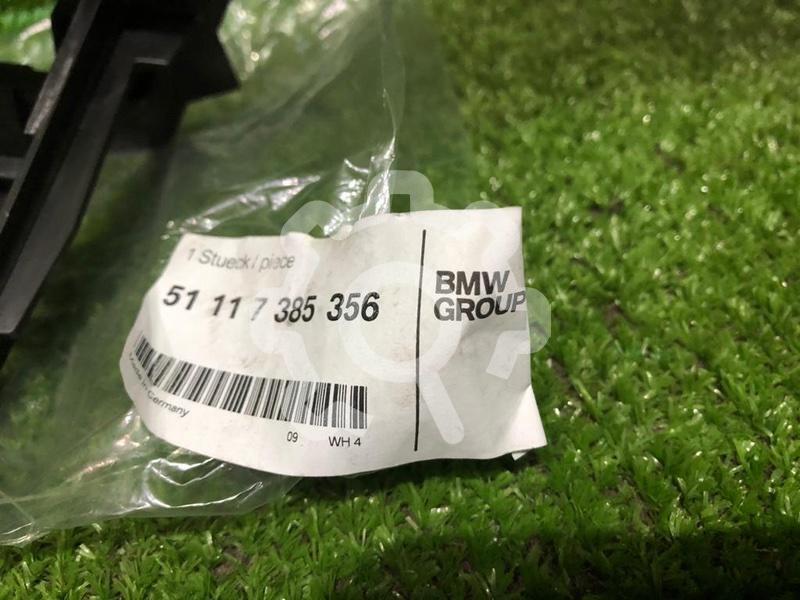 1 Stueck / piece
51 11 7 385 356
BMW
GROUP
Made in Germany
09 WH 4